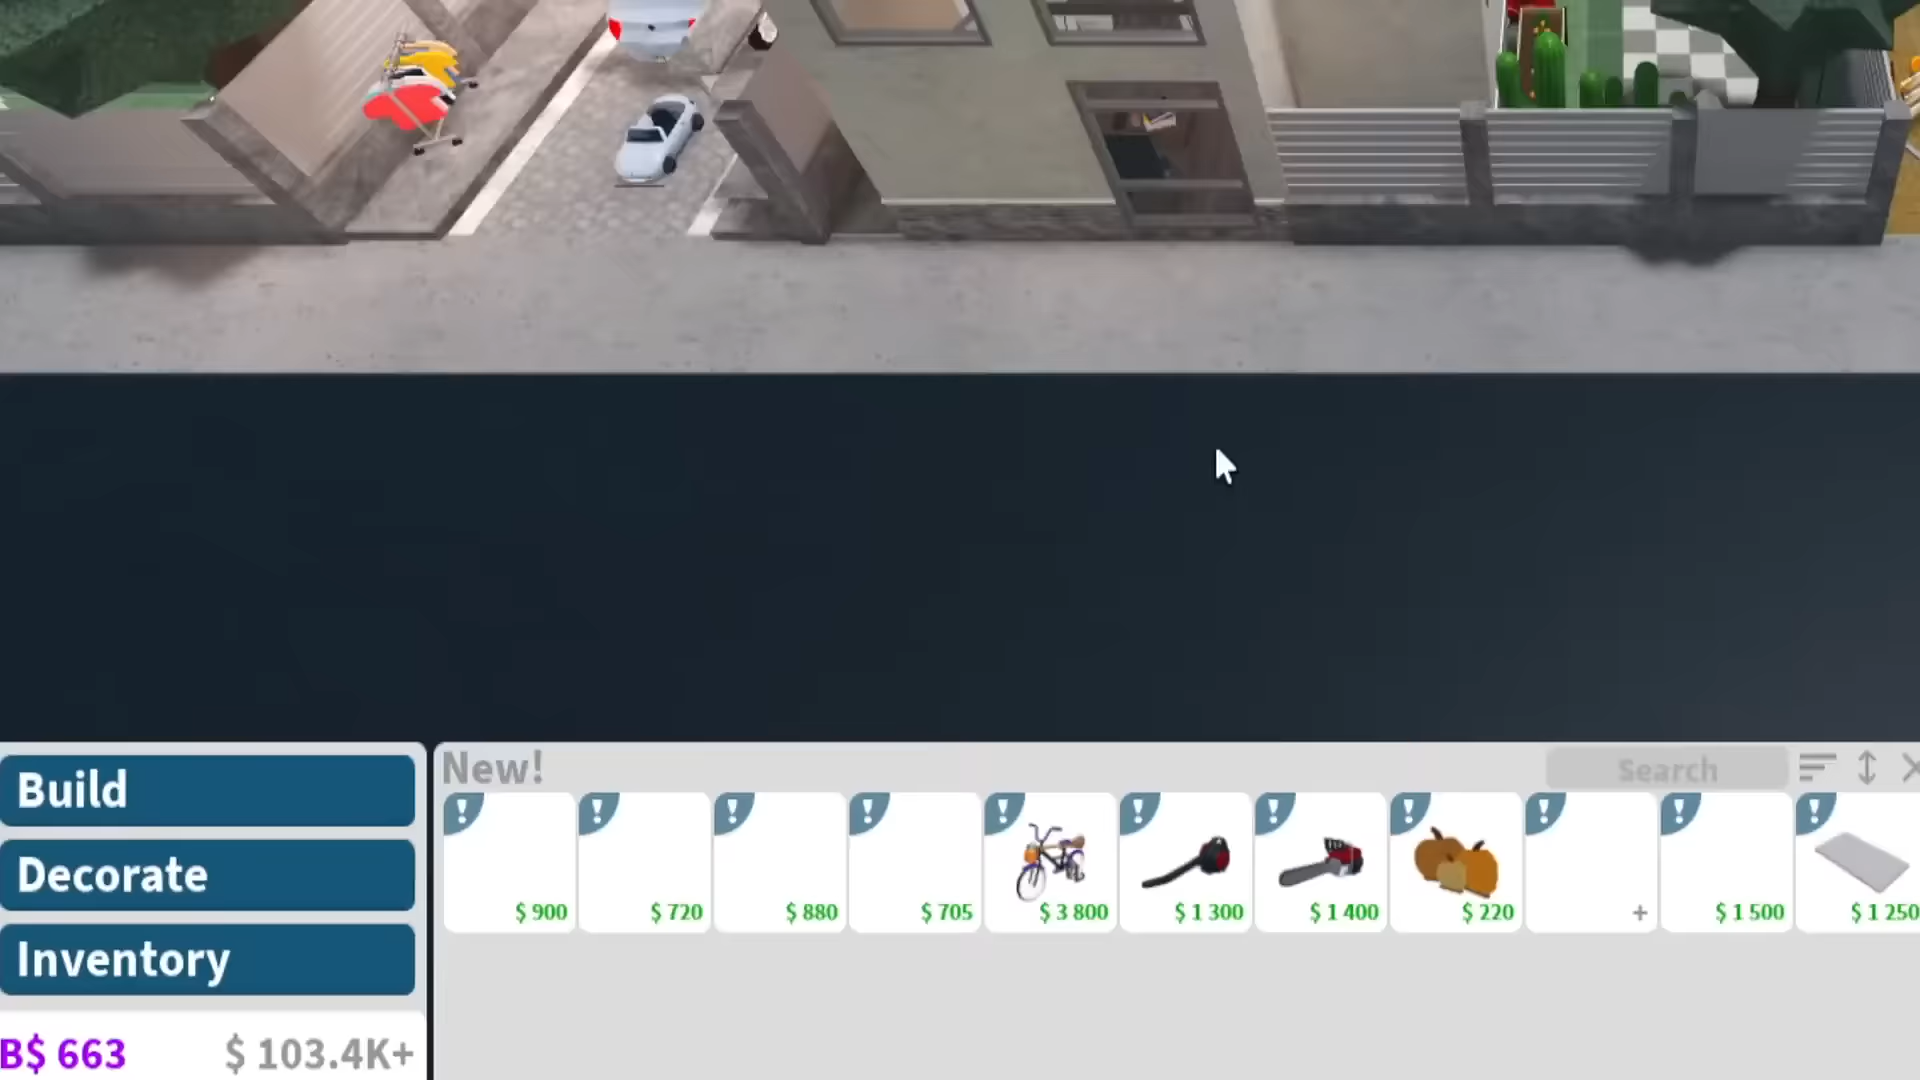 New!
Search
! ! ! ! ! ! ! ! ! ! !
$ 900 $ 720 $ 880 $ 705 $ 3 800 $ 1 300 $ 1 400 $ 220 + $ 1 500 $ 1 250
Build
Decorate
Inventory
B$ 663 $ 103.4K+